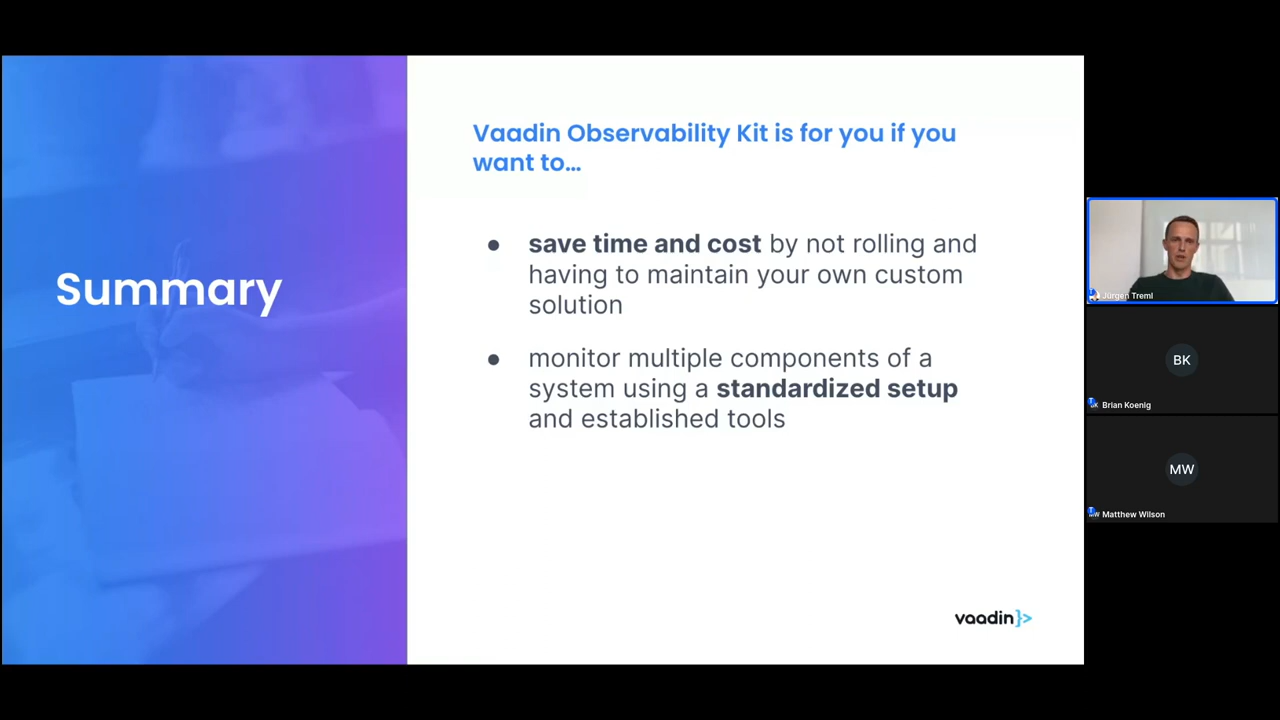 Summary
Vaadin Observability Kit is for you if you
want to...
● save time and cost by not rolling and
having to maintain your own custom
solution
● monitor multiple components of a
system using a standardized setup
and established tools
vaadin}>
Jürgen Treml
BK
Brian Koenig
MW
Matthew Wilson